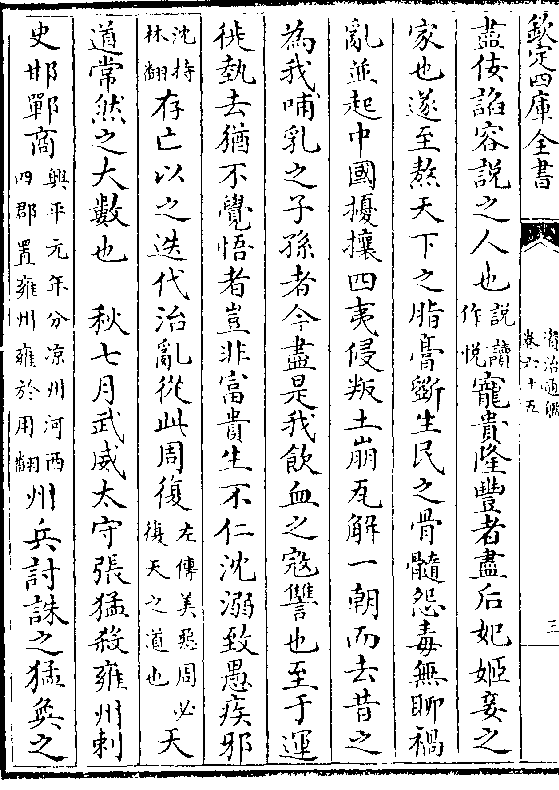 欽定四庫全書
資治通鑑
卷六十五
三
盡佞諂容說之人也說讀作悅寵貴隆豐者盡后妃姬妾之
家也遂至熬天下之脂膏斵生民之骨髓怨毒無聊禍
亂並起中國擾攘四夷侵叛土崩瓦解一朝而去昔之
為我哺乳之子孫者今盡是我飲血之寇讐也至于運
徙勢去猶不覺悟者豈非富貴生不仁沈溺致愚疾邪
沈持林翻存亡以之迭代治亂從此周復左傳美惡周必復天之道也天
道常然之大數也　秋七月武威太守張猛殺雍州刺
史邯鄲商興平元年分涼州河西四郡置雍州雍於用翻州兵討誅之猛奐之